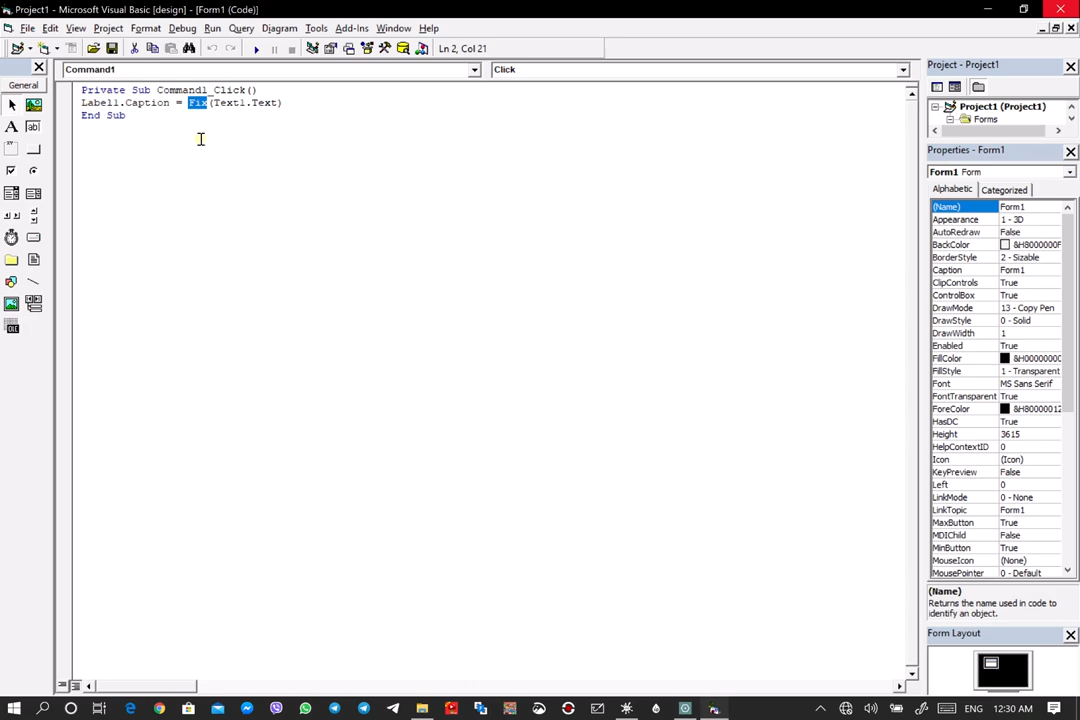 Project1 - Microsoft Visual Basic [design] - [Form1 (Code)]
File Edit View Project Format Debug Run Query Diagram Tools Add-Ins Window Help
Ln 2, Col 21
General
Command1
Click
Private Sub Command1_Click()
Label1.Caption = Fix(Text1.Text)
End Sub
Project - Project1
Project1 (Project1)
Forms
Properties - Form1
Form1 Form
Alphabetic Categorized
(Name) Form1
Appearance 1 - 3D
AutoRedraw False
BackColor &H8000000F
BorderStyle 2 - Sizable
Caption Form1
ClipControls True
ControlBox True
DrawMode 13 - Copy Pen
DrawStyle 0 - Solid
DrawWidth 1
Enabled True
FillColor &H0000000C
FillStyle 1 - Transparent
Font MS Sans Serif
FontTransparent True
ForeColor &H80000012
HasDC True
Height 3615
HelpContextID 0
Icon (Icon)
KeyPreview False
Left 0
LinkMode 0 - None
LinkTopic Form1
MaxButton True
MDIChild False
MinButton True
MouseIcon (None)
MousePointer 0 - Default
(Name)
Returns the name used in code to
identify an object.
Form Layout
ENG 12:30 AM